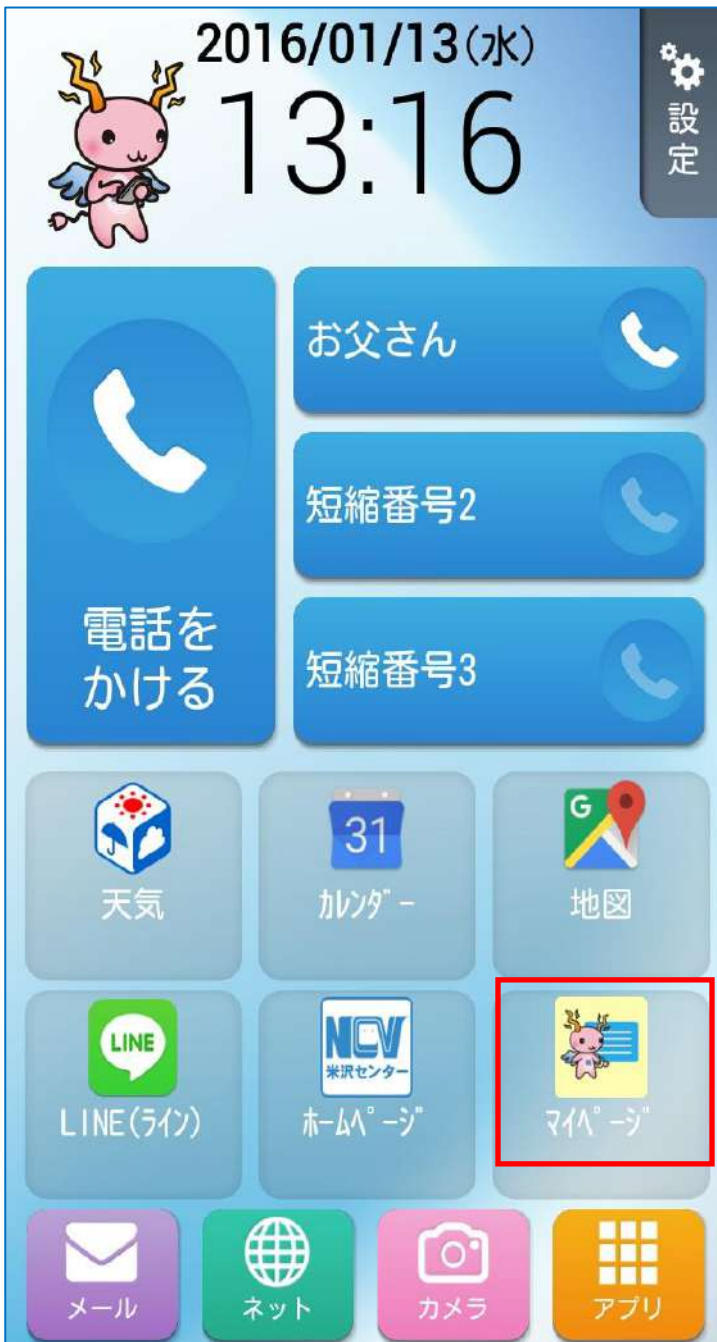 2016/01/13(水)
13:16
設定
電話を
かける
お父さん
短縮番号2
短縮番号3
天気
31
ｶﾚﾝﾀﾞｰ
G
地図
LINE
LINE(ﾗｲﾝ)
NCV
米沢センター
ﾎｰﾑﾍﾟｰｼﾞ
ﾏｲﾍﾟｰｼﾞ
メール
ネット
カメラ
アプリ